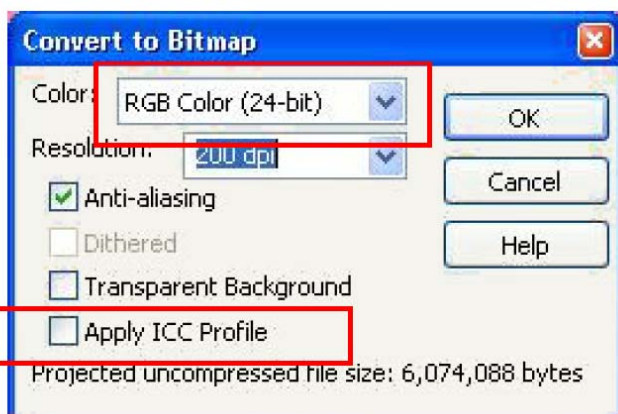 Convert to Bitmap
Color: RGB Color (24-bit)
OK
Resolution: 200 dpi
Cancel
Anti-aliasing
Dithered
Help
Transparent Background
Apply ICC Profile
Projected uncompressed file size: 6,074,088 bytes